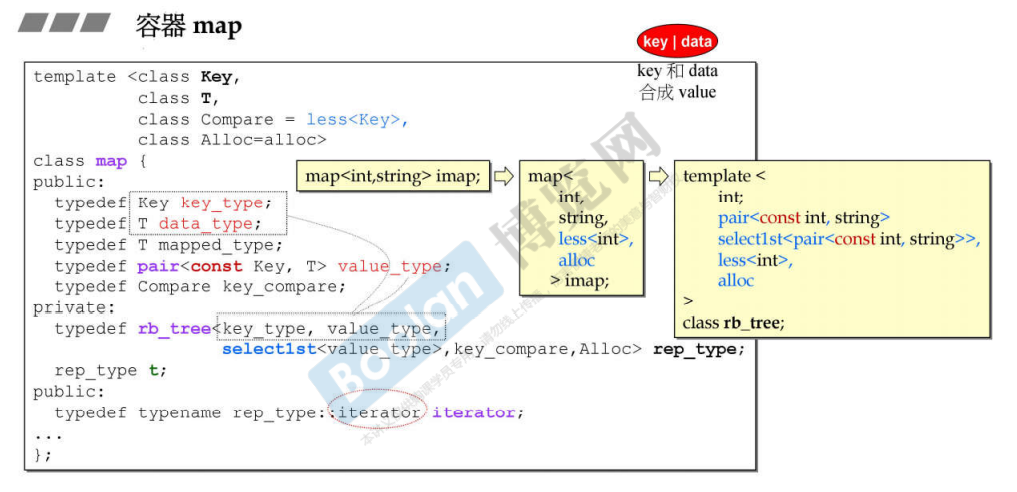 容器 map
key | data
key 和 data
合成 value
template <class Key,
class T,
class Compare = less<Key>,
class Alloc=alloc>
class map {
public:
typedef Key key_type;
typedef T data_type;
typedef T mapped_type;
typedef pair<const Key, T> value_type;
typedef Compare key_compare;
private:
typedef rb_tree<key_type, value_type,
select1st<value_type>,key_compare,Alloc> rep_type;
rep_type t;
public:
typedef typename rep_type::iterator iterator;
...
};
map<int,string> imap;
map<
int,
string,
less<int>,
alloc
> imap;
template <
int;
pair<const int, string>
select1st<pair<const int, string>>,
less<int>,
alloc
>
class rb_tree;
Boolan
博览网